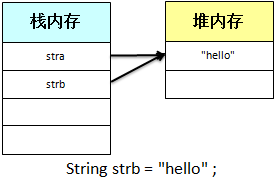 栈内存
堆内存
stra
"hello"
strb
String strb = "hello" ;